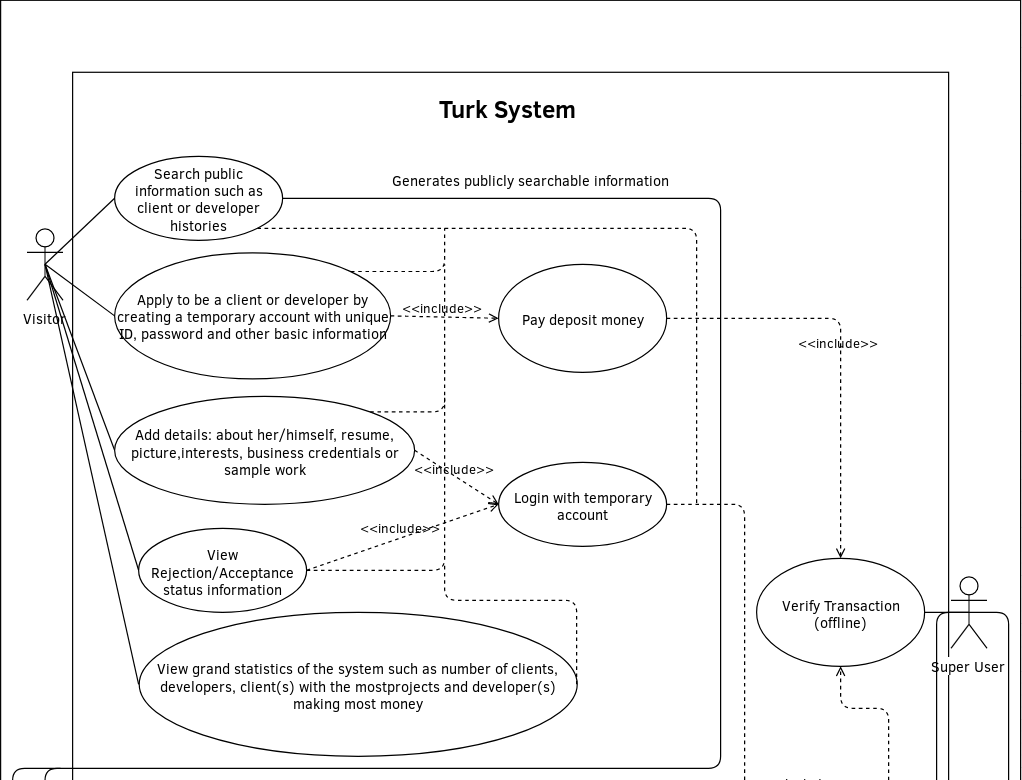 Turk System
Search public
information such as
client or developer
histories
Generates publicly searchable information
Visitor
Apply to be a client or developer by
creating a temporary account with unique
ID, password and other basic information
<<include>>
Pay deposit money
<<include>>
Add details: about her/himself, resume,
picture,interests, business credentials or
sample work
<<include>>
Login with temporary
account
<<include>>
View
Rejection/Acceptance
status information
Verify Transaction
(offline)
Super User
View grand statistics of the system such as number of clients,
developers, client(s) with the mostprojects and developer(s)
making most money